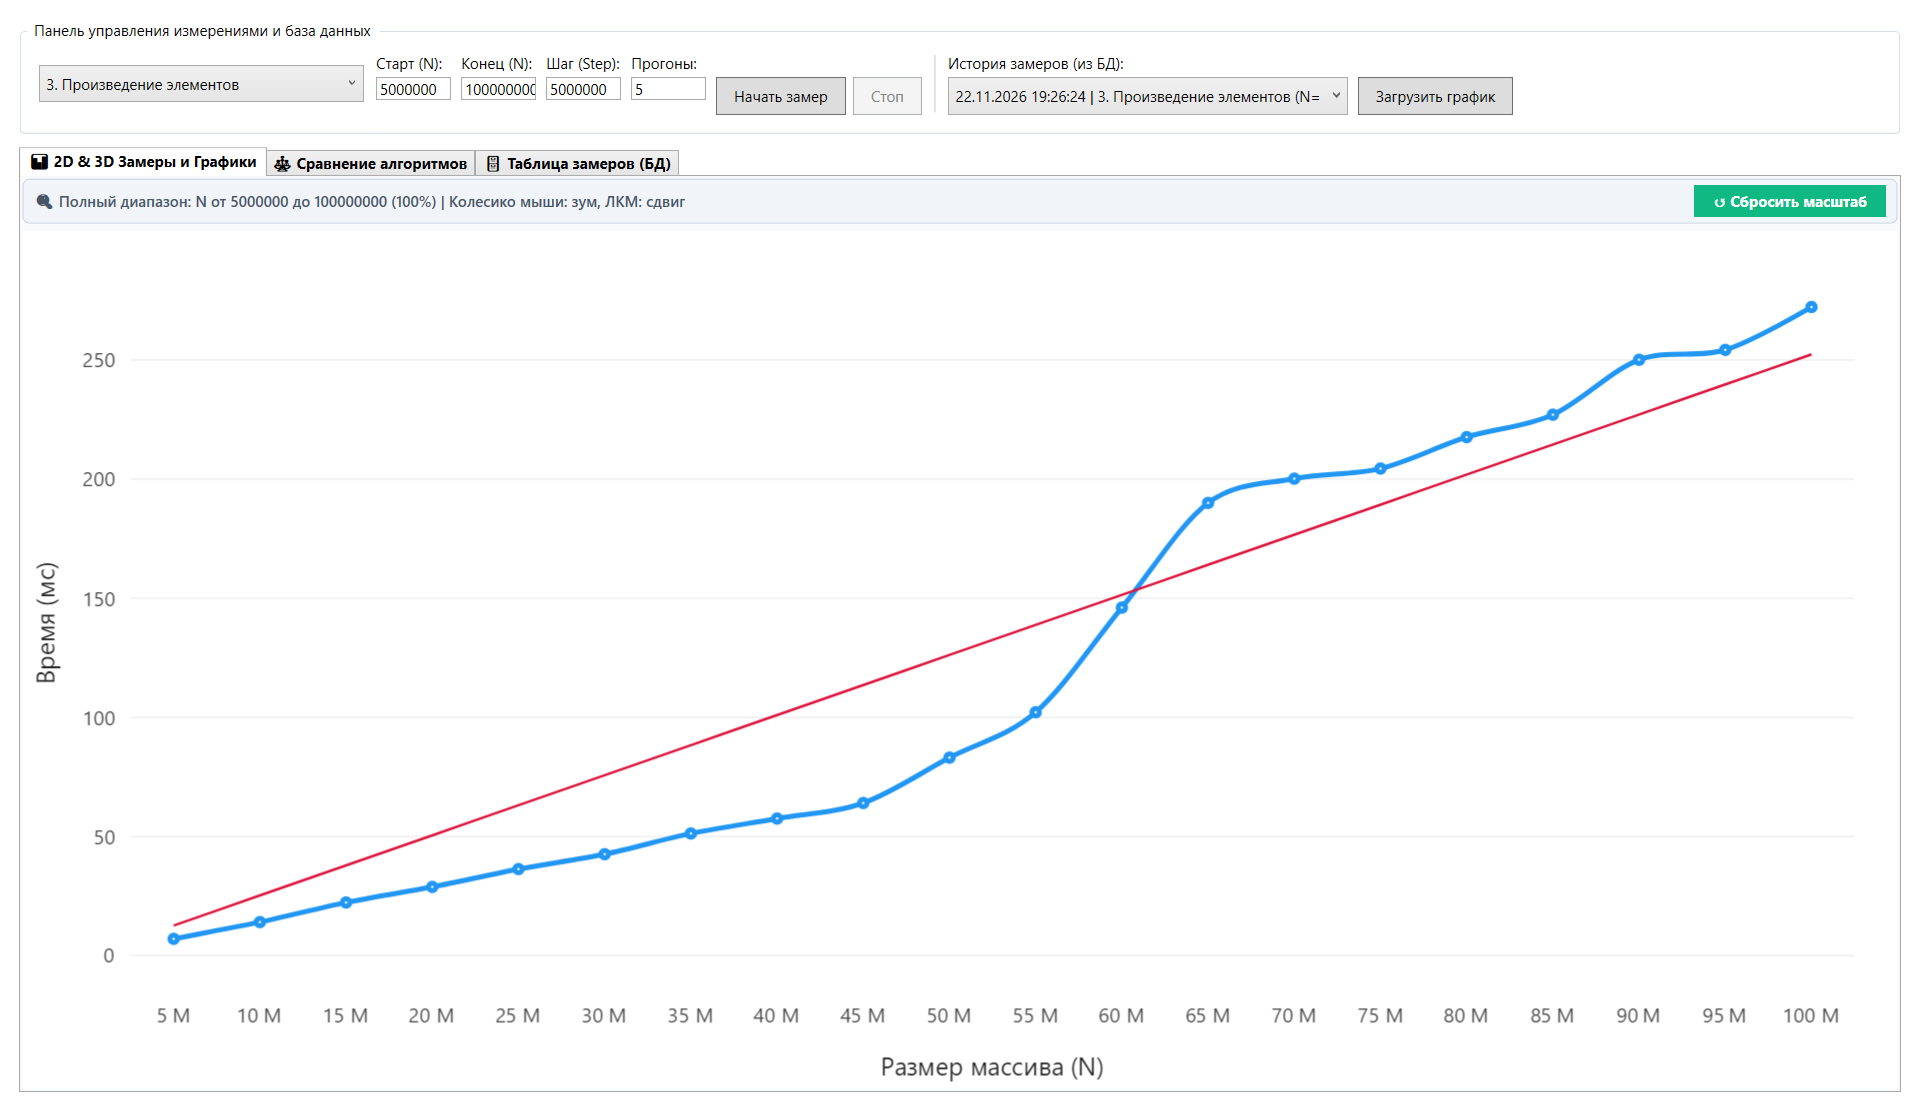 Панель управления измерениями и база данных
3. Произведение элементов
Старт (N):
5000000
Конец (N):
100000000
Шаг (Step):
5000000
Прогоны:
5
Начать замер
Стоп
История замеров (из БД):
22.11.2026 19:26:24 | 3. Произведение элементов (N=
Загрузить график
2D & 3D Замеры и Графики
Сравнение алгоритмов
Таблица замеров (БД)
Полный диапазон: N от 5000000 до 100000000 (100%) | Колесико мыши: зум, ЛКМ: сдвиг
↺ Сбросить масштаб
Время (мс)
250
200
150
100
50
0
5 M 10 M 15 M 20 M 25 M 30 M 35 M 40 M 45 M 50 M 55 M 60 M 65 M 70 M 75 M 80 M 85 M 90 M 95 M 100 M
Размер массива (N)